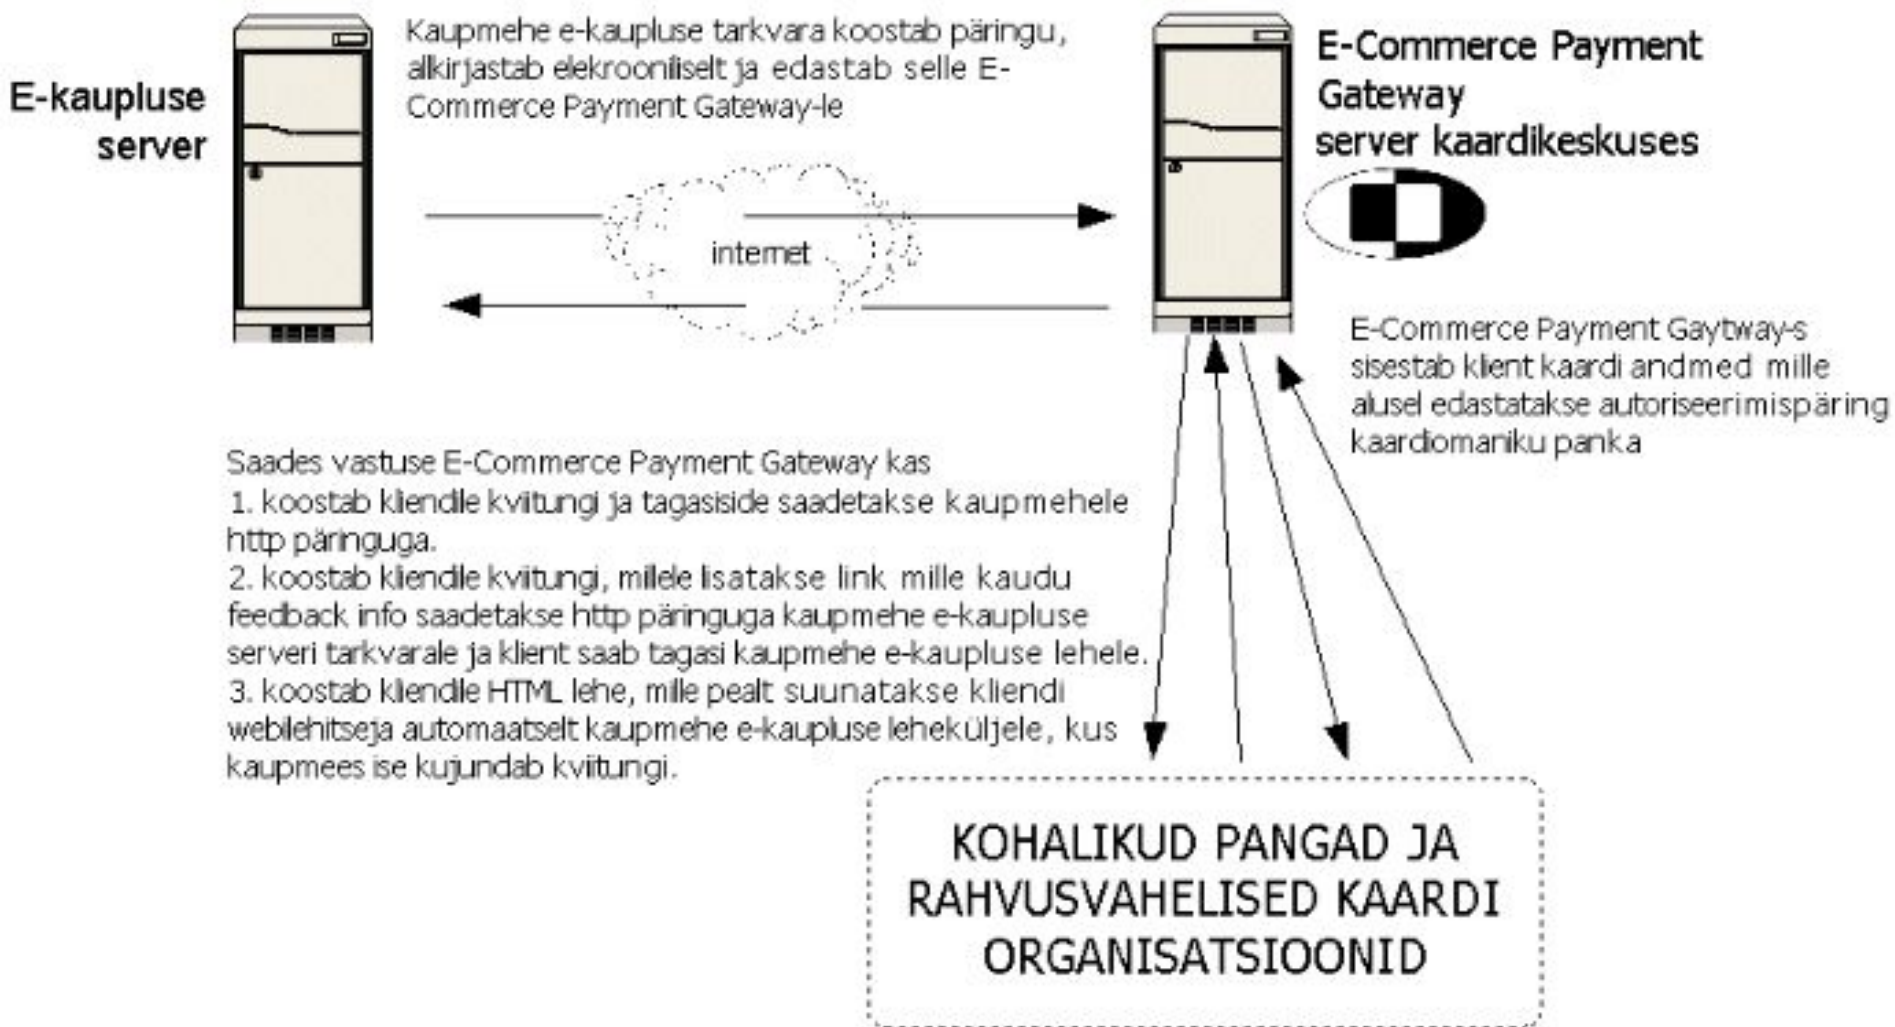 E-kaupluse
server
Kaupmehe e-kaupluse tarkvara koostab päringu,
alkirjastab elekrooniliselt ja edastab selle E-
Commerce Payment Gateway-le
E-Commerce Payment
Gateway
server kaardikeskuses
internet
E-Commerce Payment Gaytway-s
sisestab klient kaardi andmed mille
alusel edastatakse autoriseerimispäring
kaardiomaniku panka
Saades vastuse E-Commerce Payment Gateway kas
1. koostab kliendile kviitungi ja tagasiside saadetakse kaupmehele
http päringuga.
2. koostab kliendile kviitungi, millele lisatakse link mille kaudu
feedback info saadetakse http päringuga kaupmehe e-kaupluse
serveri tarkvarale ja klient saab tagasi kaupmehe e-kaupluse lehele.
3. koostab kliendile HTML lehe, mille pealt suunatakse kliendi
webilehitseja automaatselt kaupmehe e-kaupluse leheküljele, kus
kaupmees ise kujundab kviitungi.
KOHALIKUD PANGAD JA
RAHVUSVAHELISED KAARDI
ORGANISATSIOONID